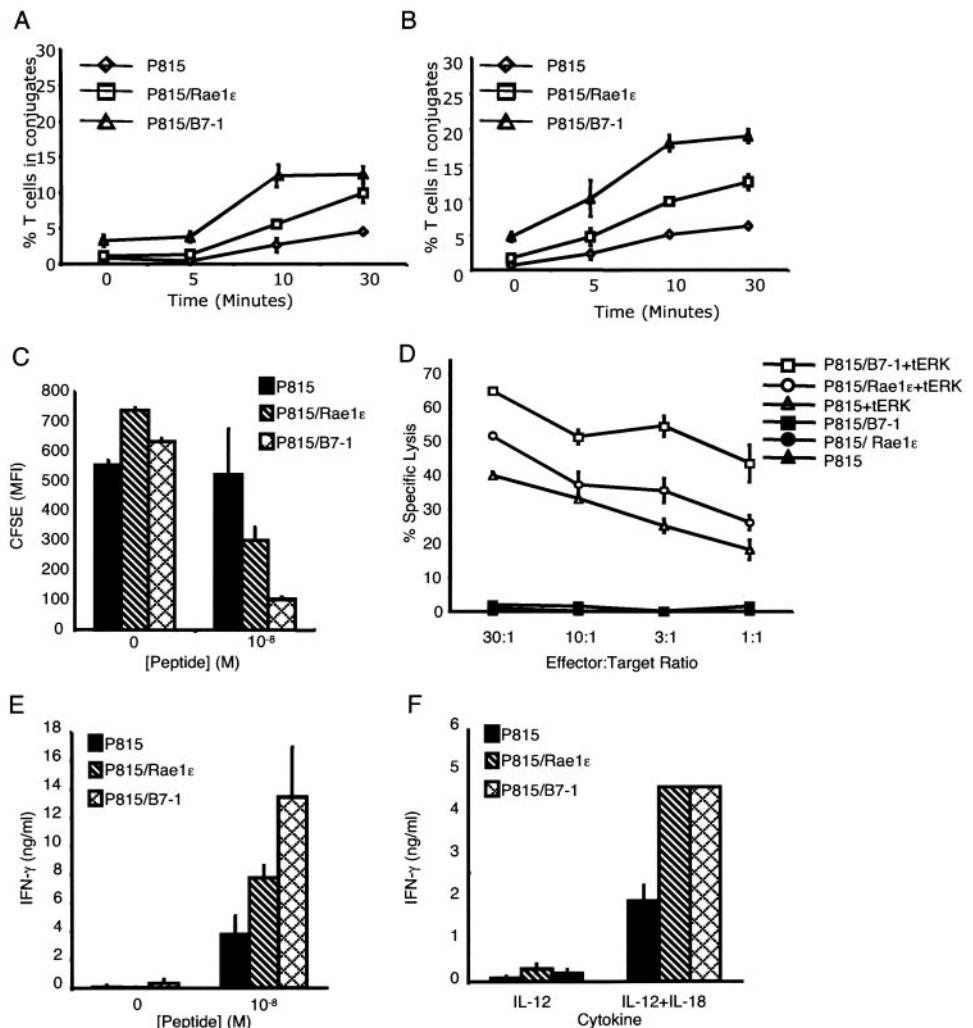 A
30
25
20
15
10
5
0
% T cells in conjugates
P815
P815/Rae1ε
P815/B7-1
0 5 10 30
Time (Minutes)
B
30
25
20
15
10
5
0
% T cells in conjugates
P815
P815/Rae1ε
P815/B7-1
0 5 10 30
Time (Minutes)
C
800
700
600
500
400
300
200
100
0
CFSE (MFI)
P815
P815/Rae1ε
P815/B7-1
0 10⁻⁸
[Peptide] (M)
D
70
60
50
40
30
20
10
0
% Specific Lysis
P815/B7-1+tERK
P815/Rae1ε+tERK
P815+tERK
P815/B7-1
P815/ Rae1ε
P815
30:1 10:1 3:1 1:1
Effector:Target Ratio
E
18
16
14
12
10
8
6
4
2
0
IFN-γ (ng/ml)
P815
P815/Rae1ε
P815/B7-1
0 10⁻⁸
[Peptide] (M)
F
6
5
4
3
2
1
0
IFN-γ (ng/ml)
P815
P815/Rae1ε
P815/B7-1
IL-12 IL-12+IL-18
Cytokine